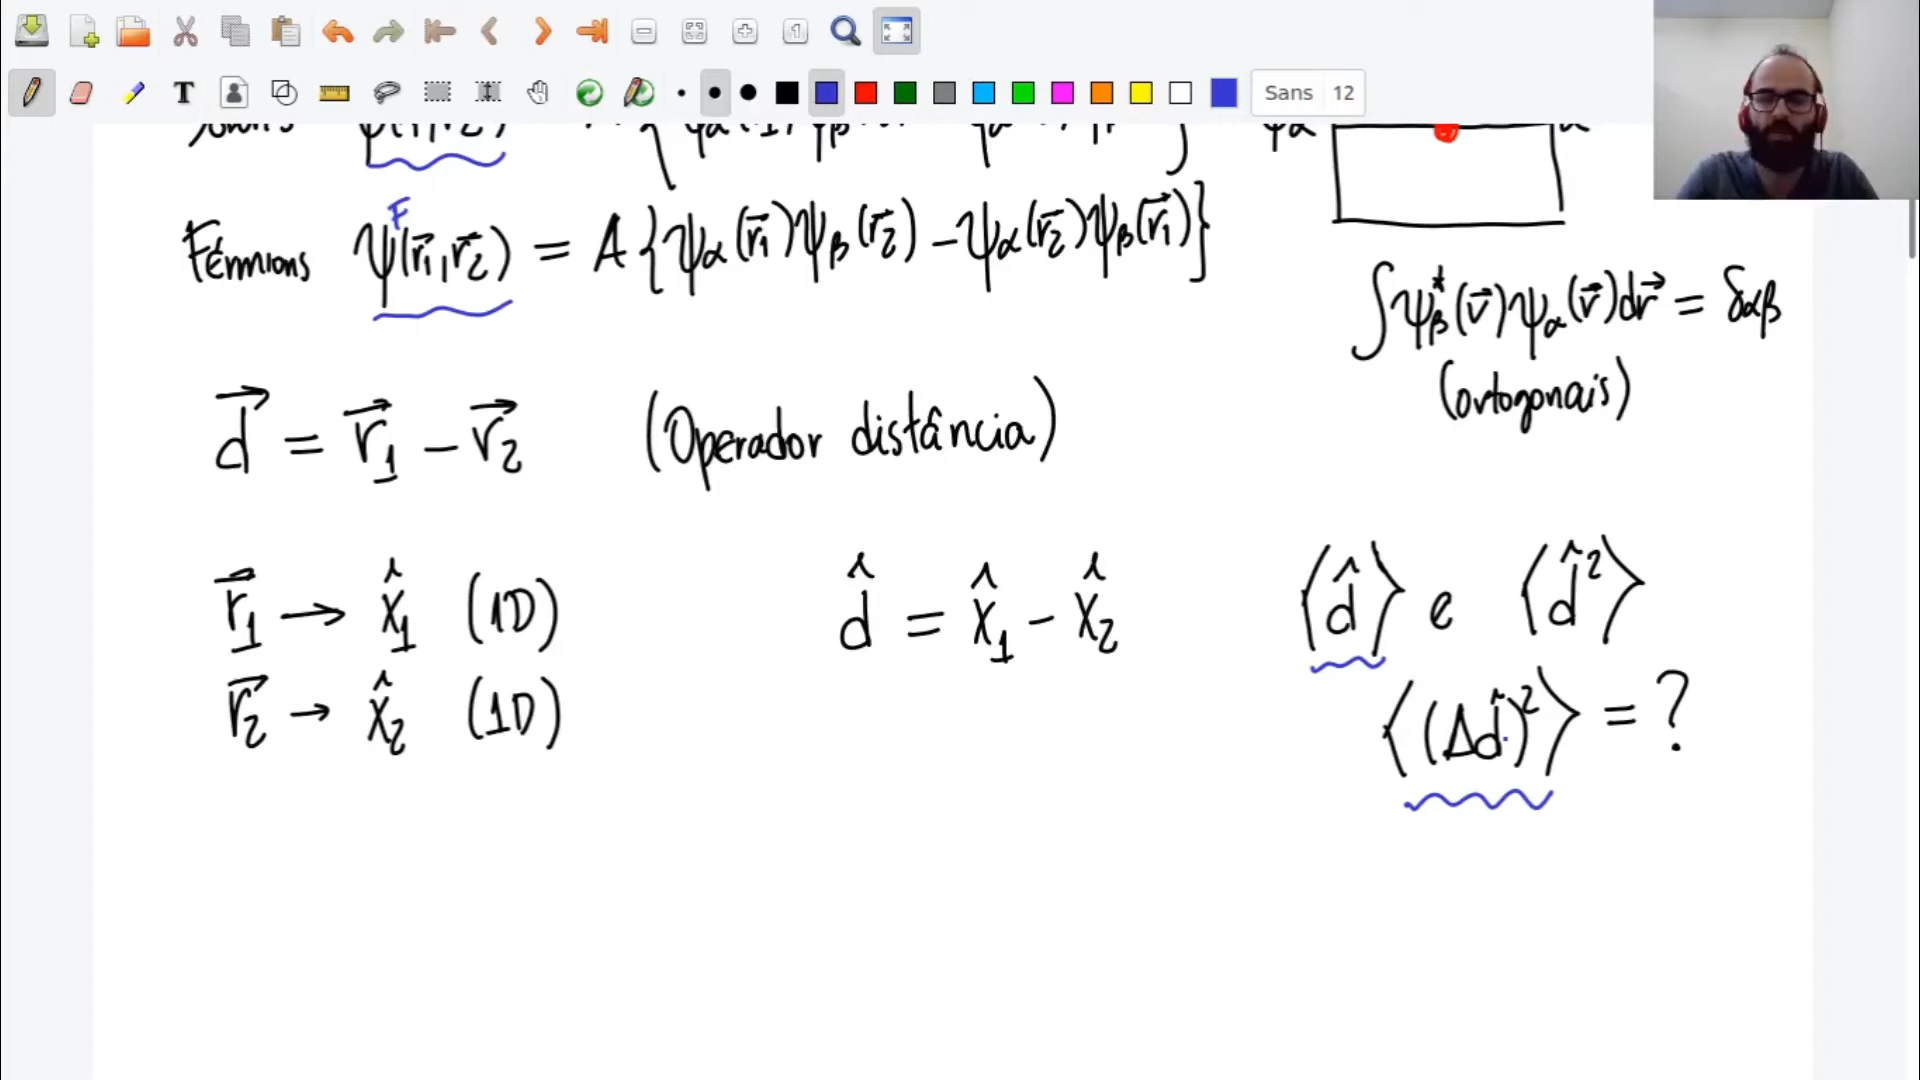 Sans 12
Férmions ψ^F(r⃗1,r⃗2) = A{ψα(r⃗1)ψβ(r⃗2) − ψα(r⃗2)ψβ(r⃗1)}
∫ψβ*(r⃗)ψα(r⃗)dr⃗ = δαβ
(ortogonais)
d⃗ = r⃗1 − r⃗2 (Operador distância)
r⃗1 → x̂1 (1D) d̂ = x̂1 − x̂2 ⟨d̂⟩ e ⟨d̂²⟩
r⃗2 → x̂2 (1D) ⟨(Δd̂)²⟩ = ?